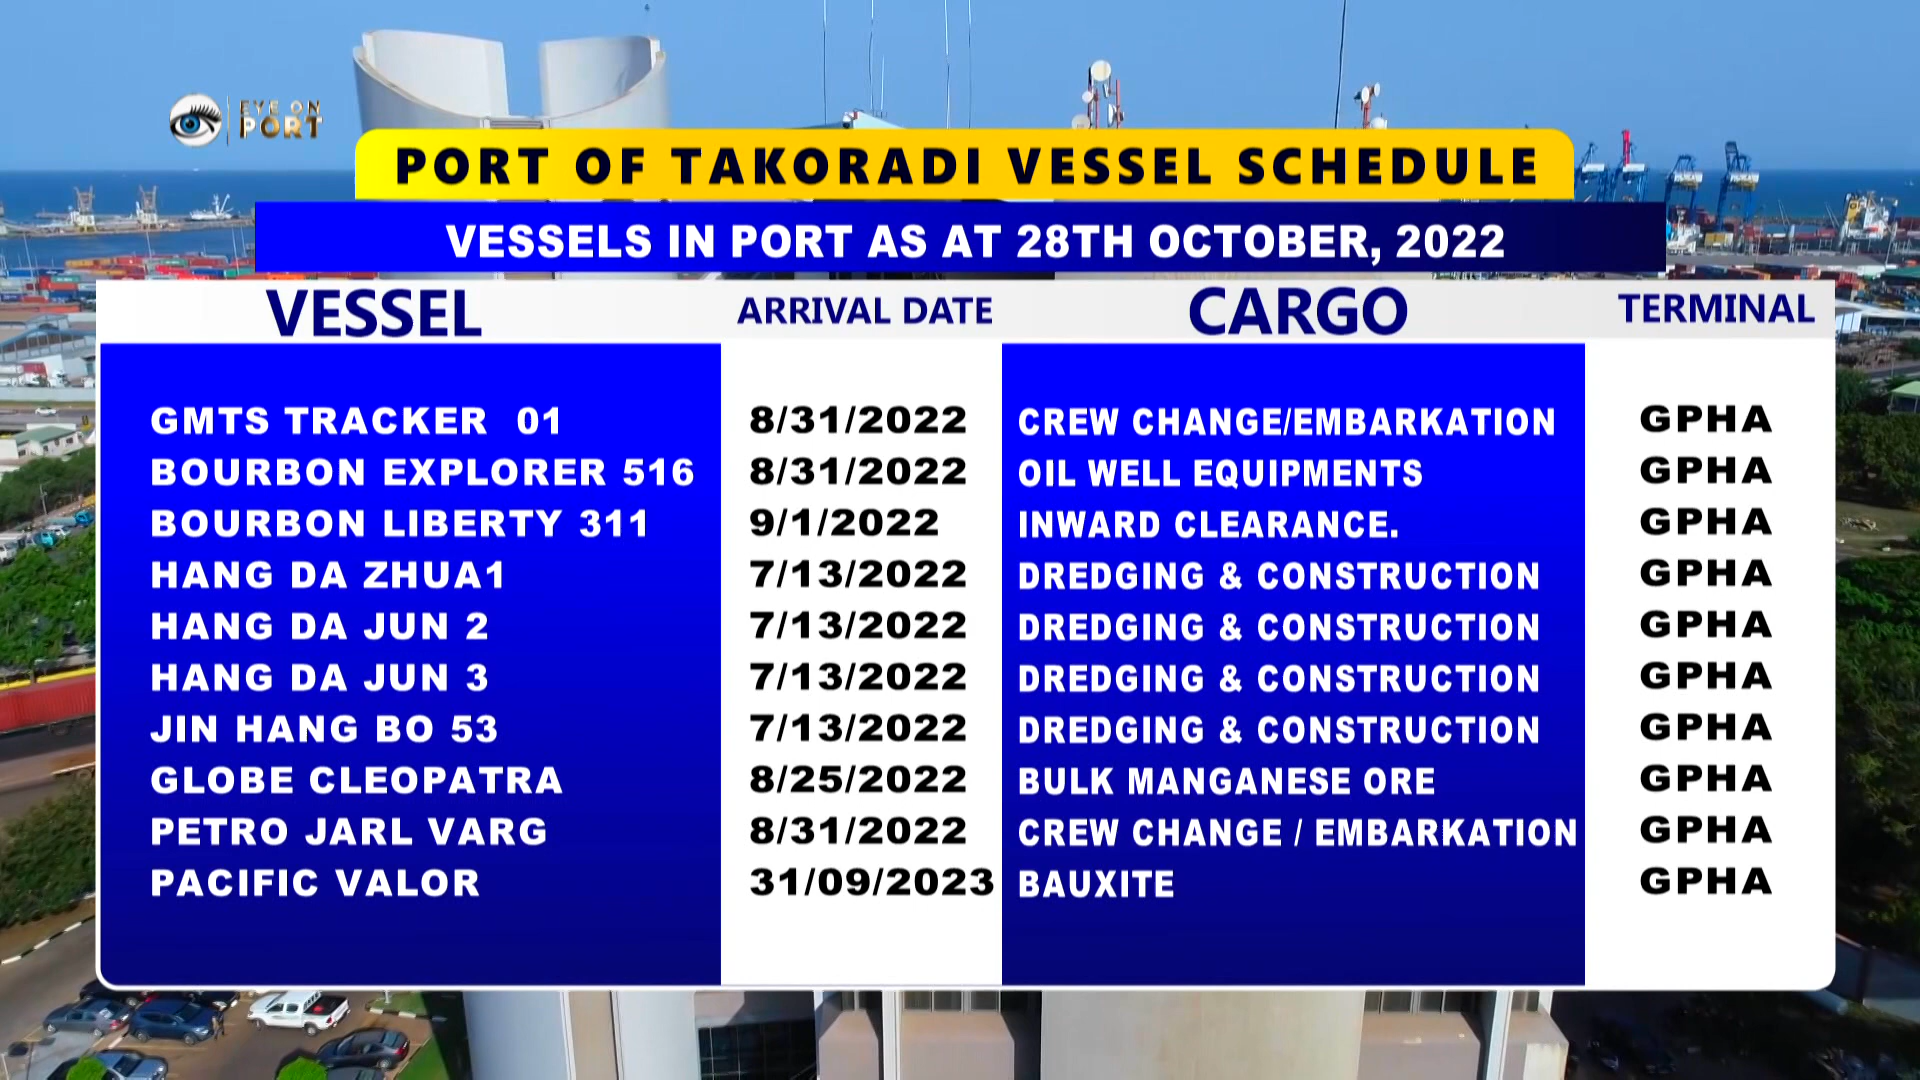 EYE ON
PORT
PORT OF TAKORADI VESSEL SCHEDULE
VESSELS IN PORT AS AT 28TH OCTOBER, 2022
VESSEL ARRIVAL DATE CARGO TERMINAL
GMTS TRACKER 01 8/31/2022 CREW CHANGE/EMBARKATION GPHA
BOURBON EXPLORER 516 8/31/2022 OIL WELL EQUIPMENTS GPHA
BOURBON LIBERTY 311 9/1/2022 INWARD CLEARANCE. GPHA
HANG DA ZHUA1 7/13/2022 DREDGING & CONSTRUCTION GPHA
HANG DA JUN 2 7/13/2022 DREDGING & CONSTRUCTION GPHA
HANG DA JUN 3 7/13/2022 DREDGING & CONSTRUCTION GPHA
JIN HANG BO 53 7/13/2022 DREDGING & CONSTRUCTION GPHA
GLOBE CLEOPATRA 8/25/2022 BULK MANGANESE ORE GPHA
PETRO JARL VARG 8/31/2022 CREW CHANGE / EMBARKATION GPHA
PACIFIC VALOR 31/09/2023 BAUXITE GPHA